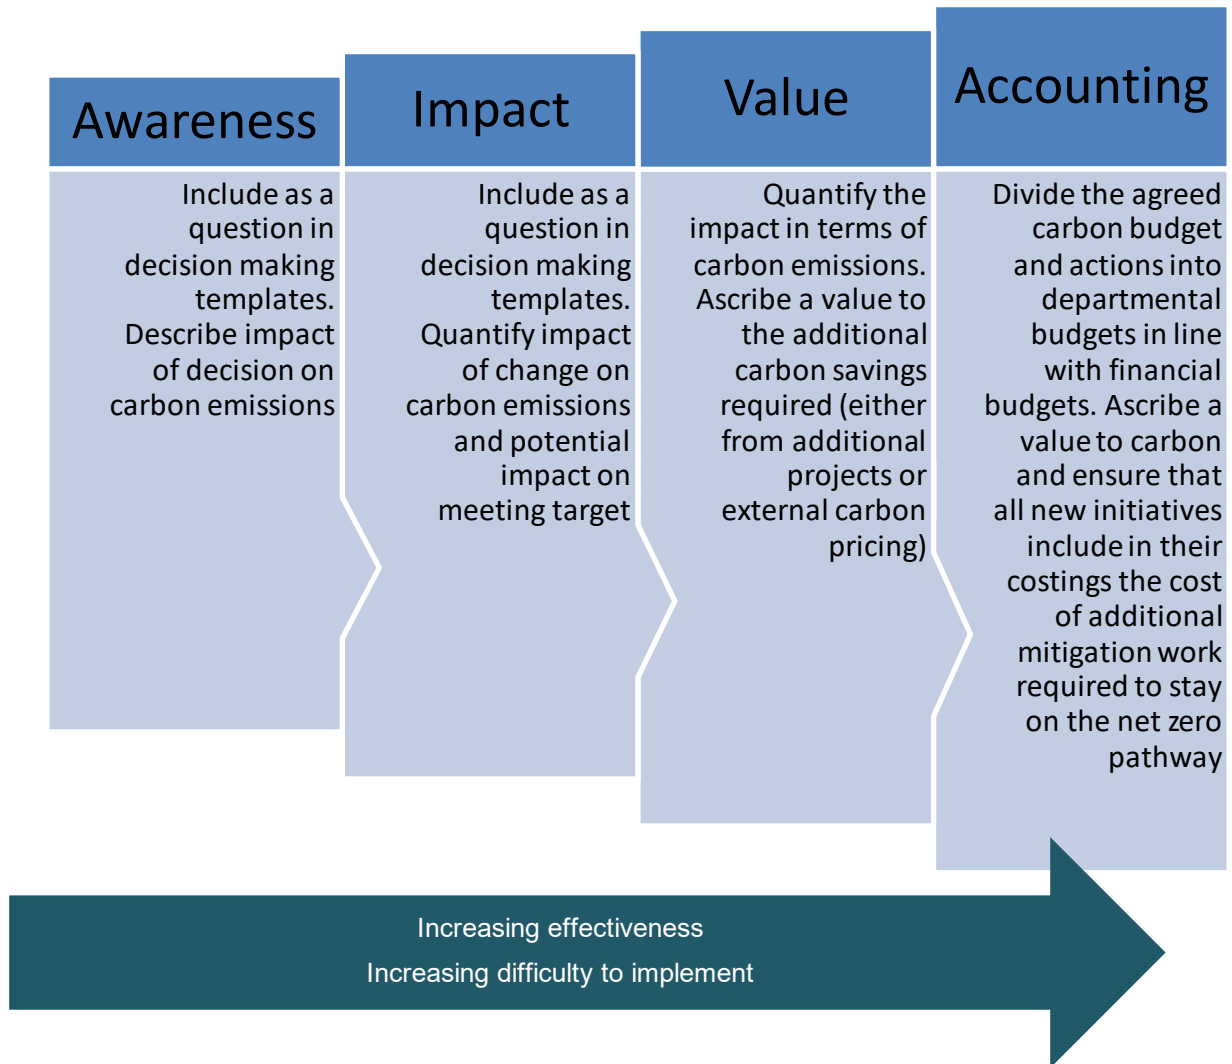 Awareness
Include as a
question in
decision making
templates.
Describe impact
of decision on
carbon emissions
Impact
Include as a
question in
decision making
templates.
Quantify impact
of change on
carbon emissions
and potential
impact on
meeting target
Value
Quantify the
impact in terms of
carbon emissions.
Ascribe a value to
the additional
carbon savings
required (either
from additional
projects or
external carbon
pricing)
Accounting
Divide the agreed
carbon budget
and actions into
departmental
budgets in line
with financial
budgets. Ascribe a
value to carbon
and ensure that
all new initiatives
include in their
costings the cost
of additional
mitigation work
required to stay
on the net zero
pathway
Increasing effectiveness
Increasing difficulty to implement